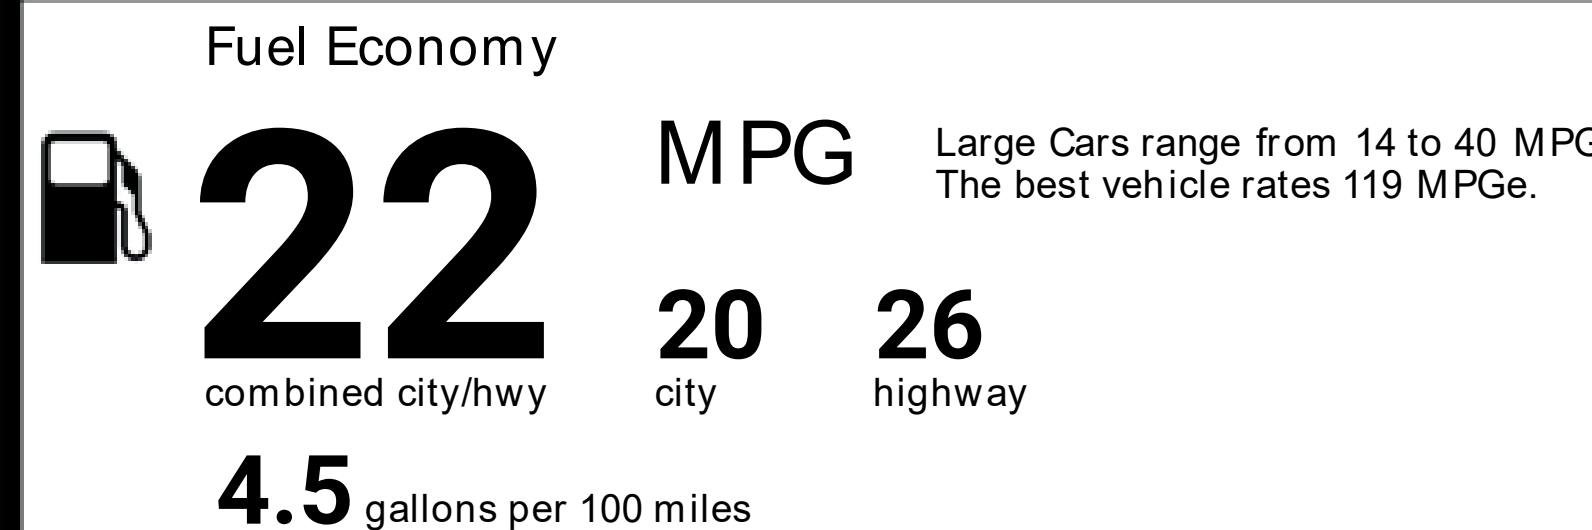 Fuel Economy
22
MPG
Large Cars range from 14 to 40 MPG
The best vehicle rates 119 MPGe.
20
26
combined city/hwy
city
highway
4.5 gallons per 100 miles